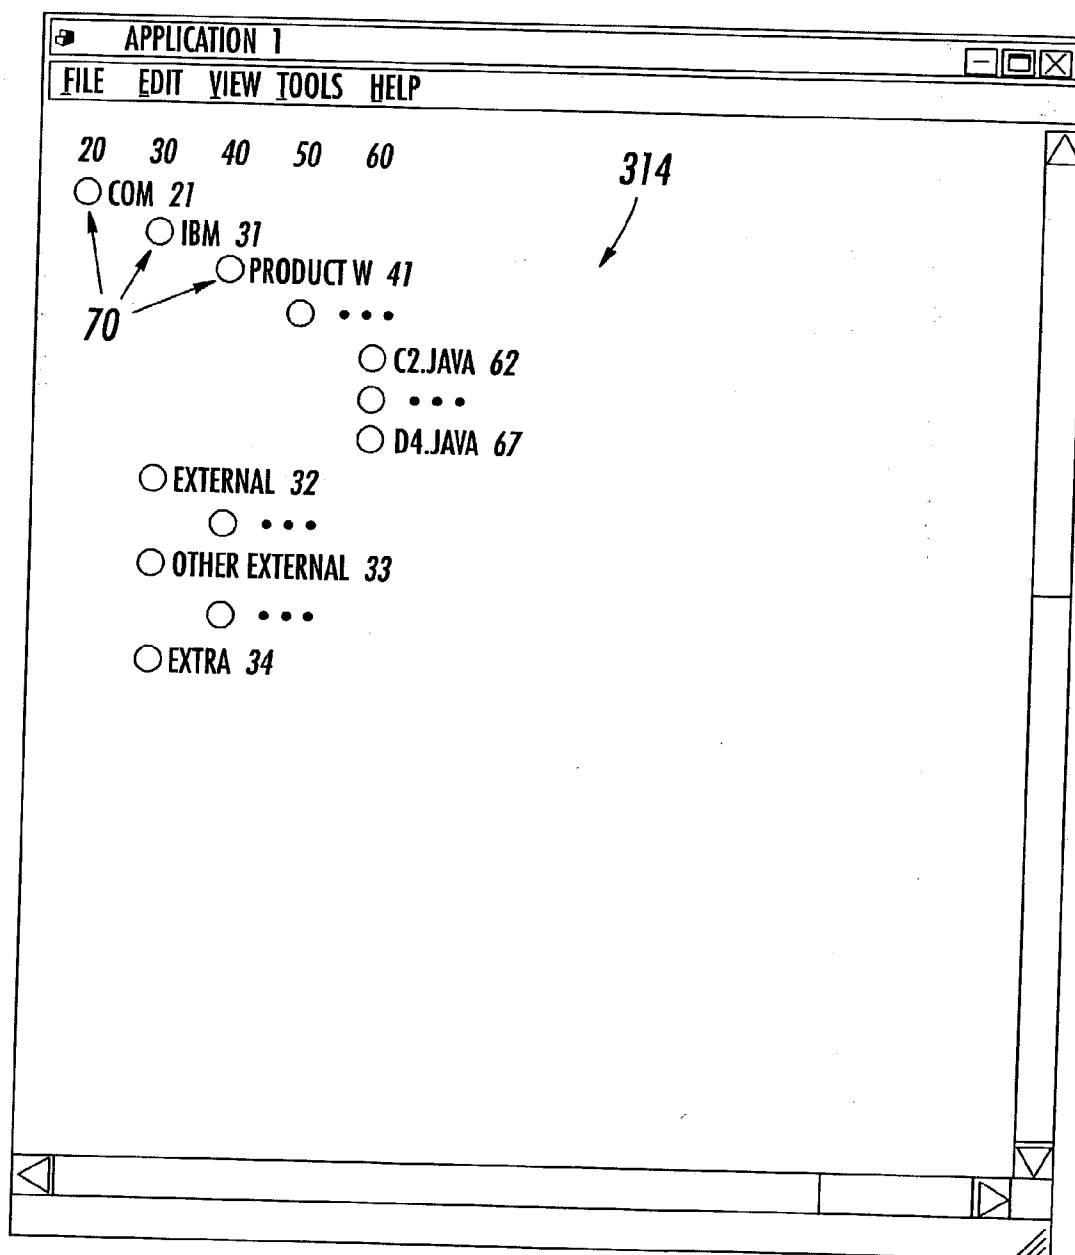 APPLICATION 1
FILE EDIT VIEW TOOLS HELP
20 30 40 50 60
314
COM 21
IBM 31
PRODUCT W 41
70
• • •
C2.JAVA 62
• • •
D4.JAVA 67
EXTERNAL 32
• • •
OTHER EXTERNAL 33
• • •
EXTRA 34